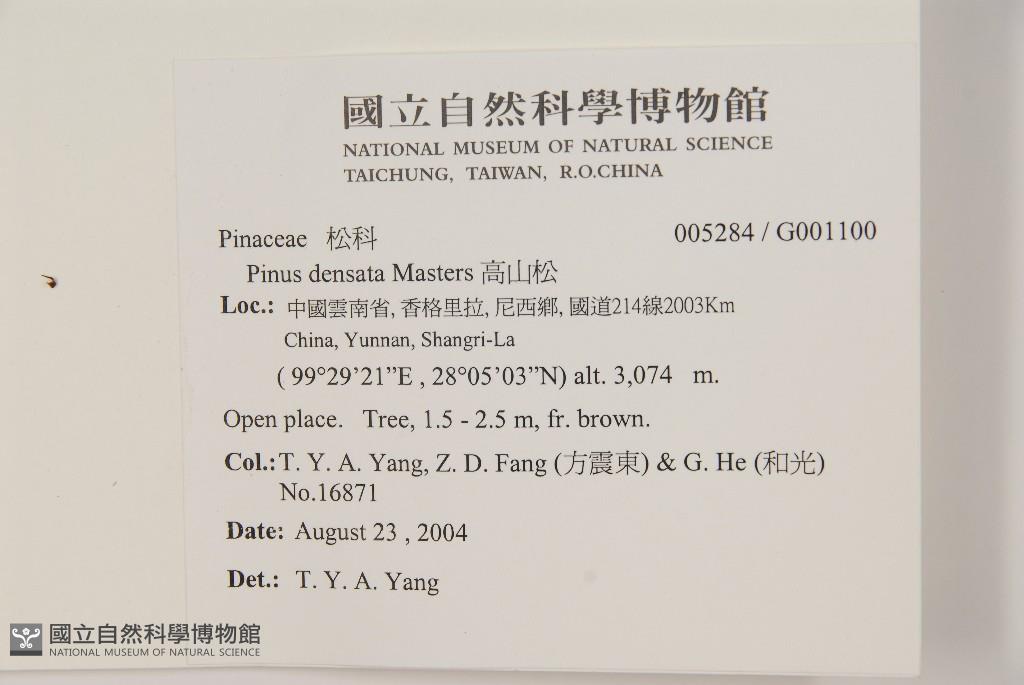 國立自然科學博物館
NATIONAL MUSEUM OF NATURAL SCIENCE
TAICHUNG, TAIWAN, R.O.CHINA
Pinaceae 松科 005284 / G001100
Pinus densata Masters 高山松
Loc.: 中國雲南省, 香格里拉, 尼西鄉, 國道214線2003Km
China, Yunnan, Shangri-La
( 99°29’21”E , 28°05’03”N) alt. 3,074 m.
Open place. Tree, 1.5 - 2.5 m, fr. brown.
Col.: T. Y. A. Yang, Z. D. Fang (方震東) & G. He (和光)
No.16871
Date: August 23 , 2004
Det.: T. Y. A. Yang
國立自然科學博物館
NATIONAL MUSEUM OF NATURAL SCIENCE